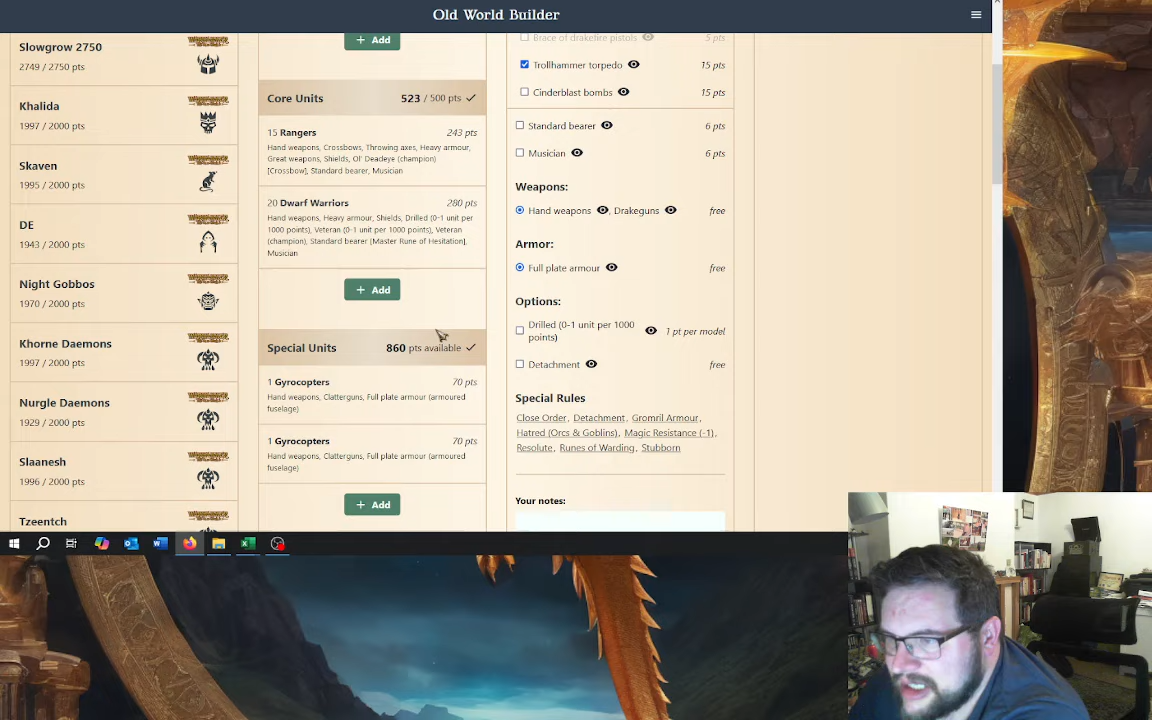 Old World Builder
Slowgrow 2750
2749 / 2750 pts
Khalida
1997 / 2000 pts
Skaven
1995 / 2000 pts
DE
1943 / 2000 pts
Night Gobbos
1970 / 2000 pts
Khorne Daemons
1997 / 2000 pts
Nurgle Daemons
1929 / 2000 pts
Slaanesh
1996 / 2000 pts
Tzeentch
+ Add
Core Units 523 / 500 pts
15 Rangers 243 pts
Hand weapons, Crossbows, Throwing axes, Heavy armour,
Great weapons, Shields, Ol' Deadeye (champion)
[Crossbow], Standard bearer, Musician
20 Dwarf Warriors 280 pts
Hand weapons, Heavy armour, Shields, Drilled (0-1 unit per
1000 points), Veteran (0-1 unit per 1000 points), Veteran
(champion), Standard bearer [Master Rune of Hesitation],
Musician
+ Add
Special Units 860 pts available
1 Gyrocopters 70 pts
Hand weapons, Clatterguns, Full plate armour (armoured
fuselage)
1 Gyrocopters 70 pts
Hand weapons, Clatterguns, Full plate armour (armoured
fuselage)
+ Add
Brace of drakefire pistols 5 pts
Trollhammer torpedo 15 pts
Cinderblast bombs 15 pts
Standard bearer 6 pts
Musician 6 pts
Weapons:
Hand weapons , Drakeguns free
Armor:
Full plate armour free
Options:
Drilled (0-1 unit per 1000
points) 1 pt per model
Detachment free
Special Rules
Close Order, Detachment, Gromril Armour,
Hatred (Orcs & Goblins), Magic Resistance (-1),
Resolute, Runes of Warding, Stubborn
Your notes: